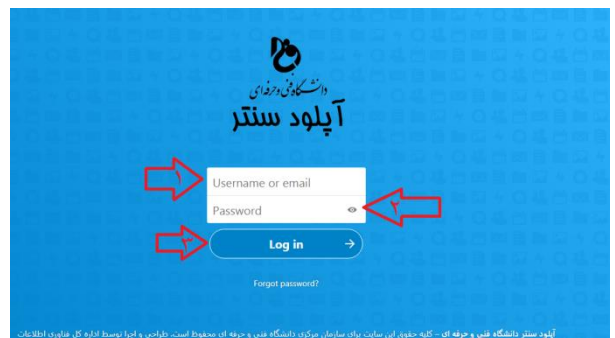 دانشگاه فنی و حرفه‌ای
آپلود سنتر
۱
Username or email
Password
۲
۳
Log in
Forgot password?
آپلود سنتر دانشگاه فنی و حرفه ای – کلیه حقوق این سایت برای سازمان مرکزی دانشگاه فنی و حرفه ای محفوظ است. طراحی و اجرا توسط اداره کل فناوری اطلاعات